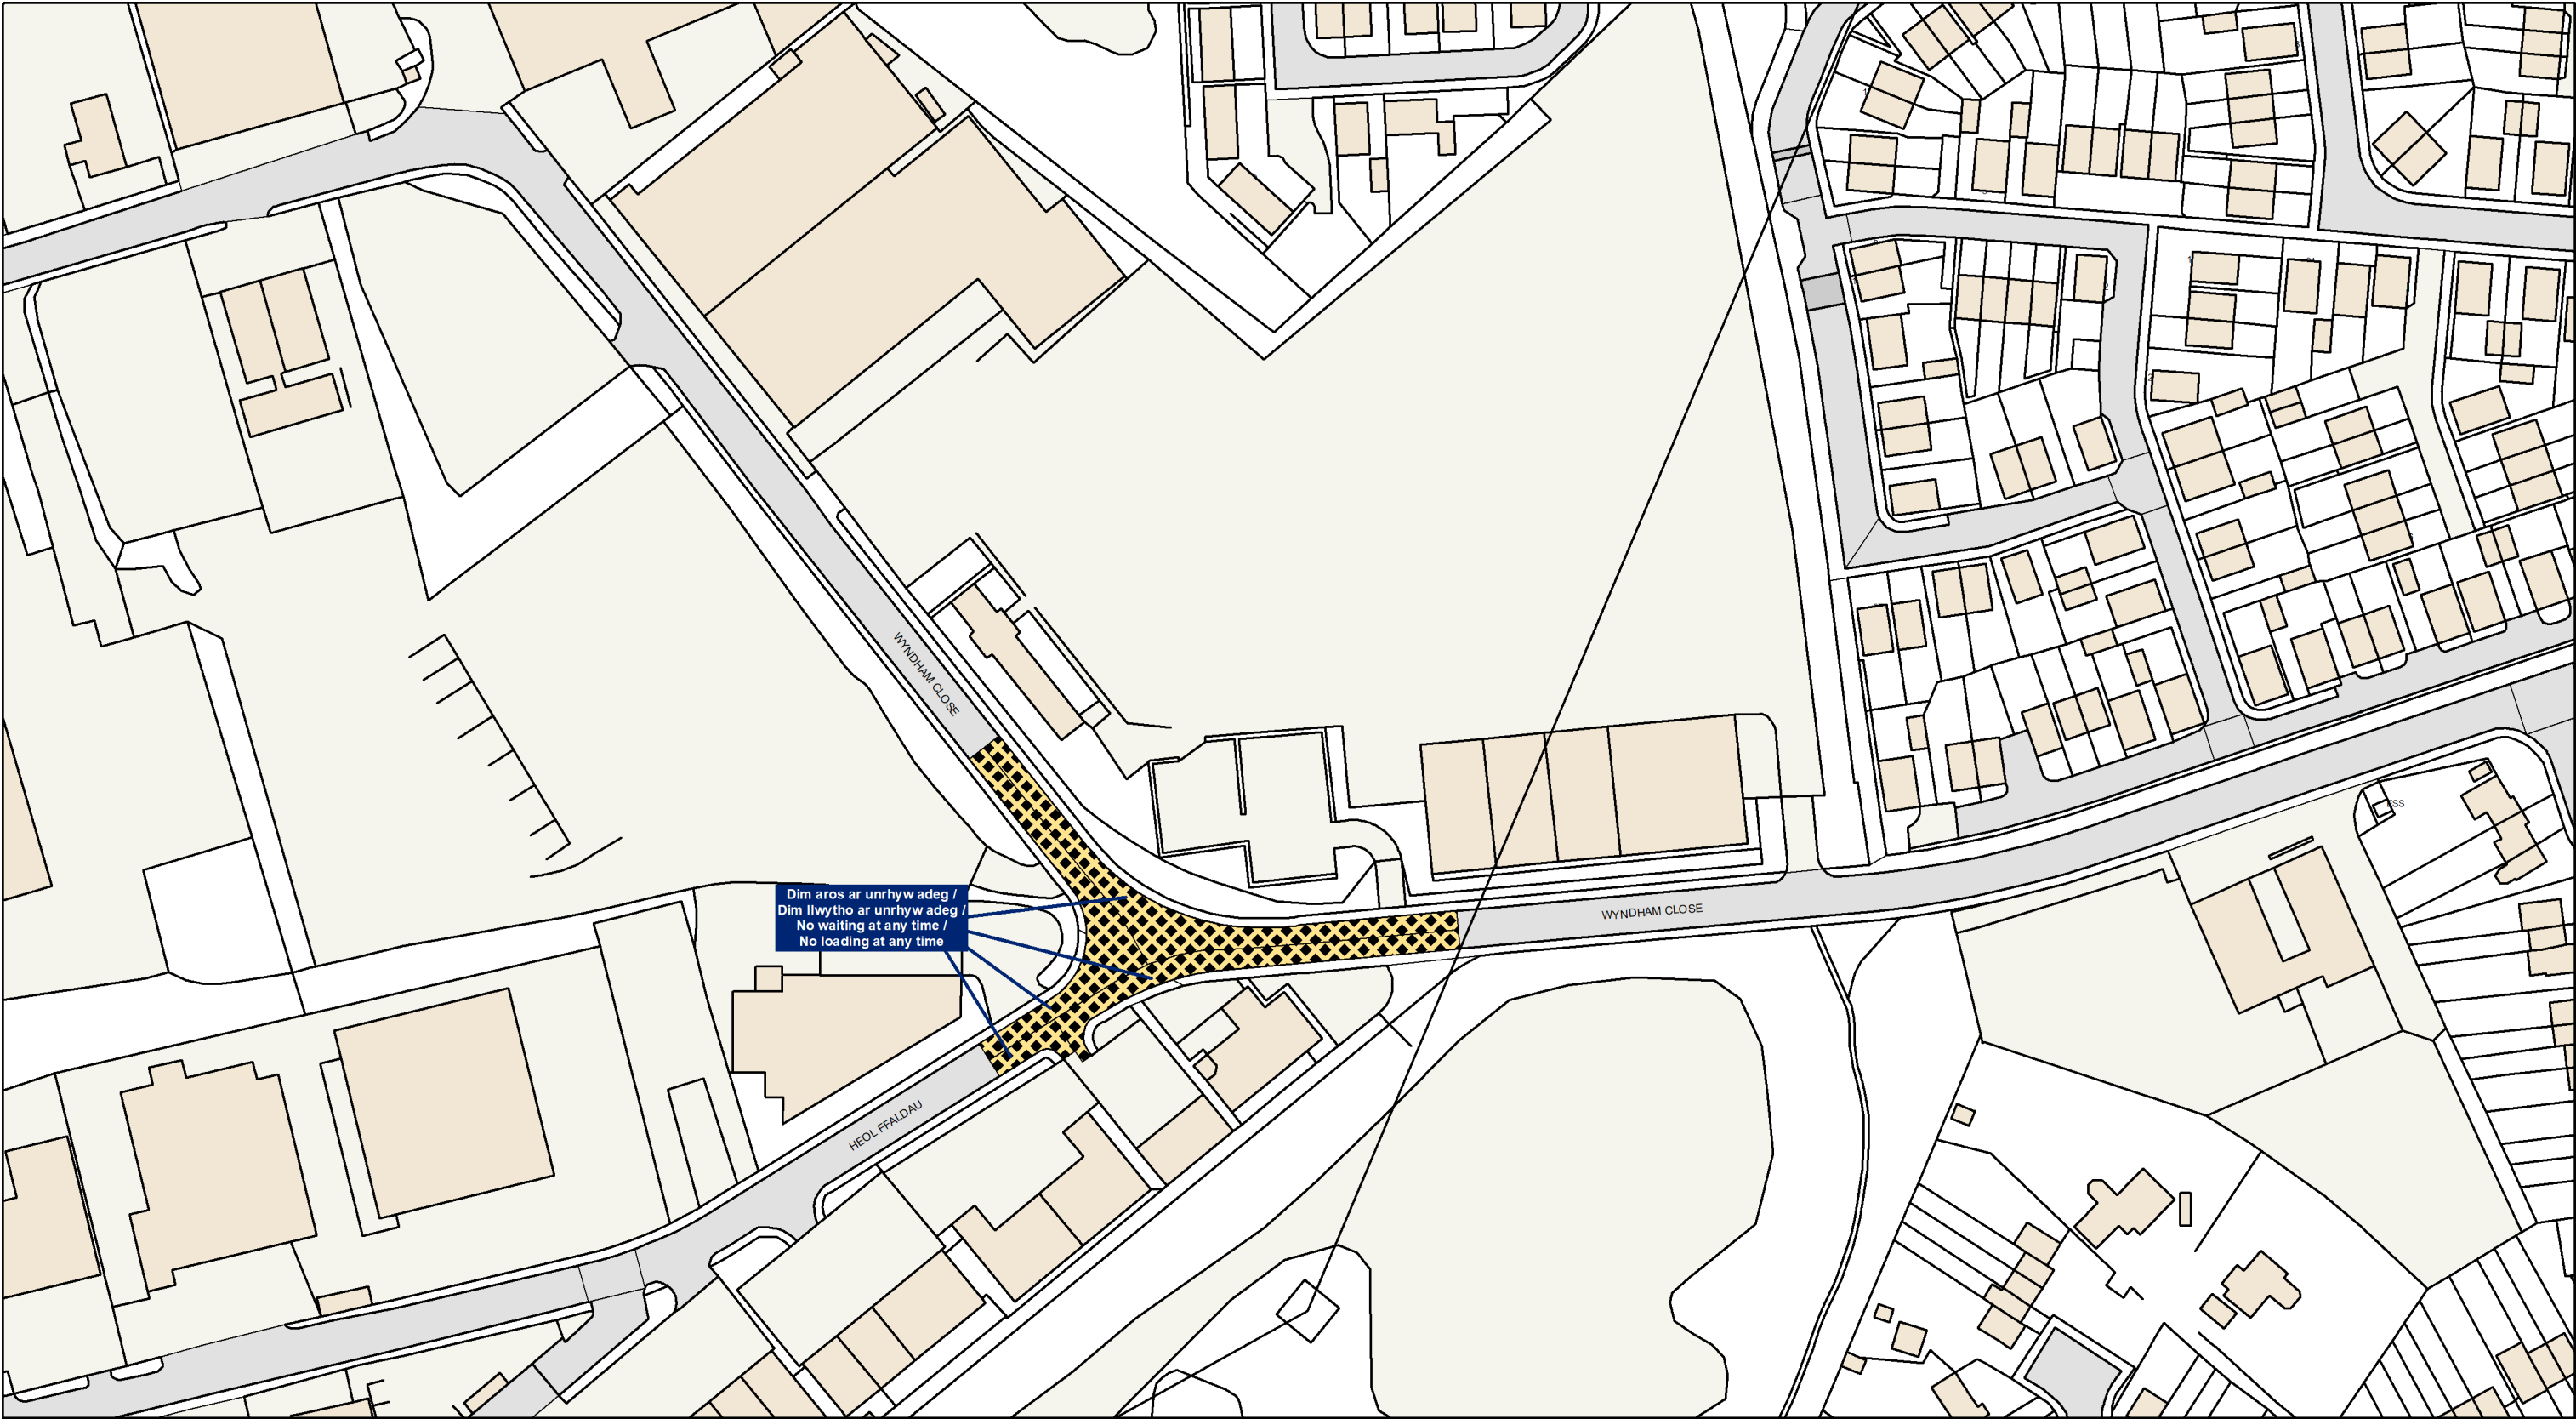 WYNDHAM CLOSE
Dim aros ar unrhyw adeg /
Dim llwytho ar unrhyw adeg /
No waiting at any time /
No loading at any time
WYNDHAM CLOSE
HEOL FFALDAU
ESS